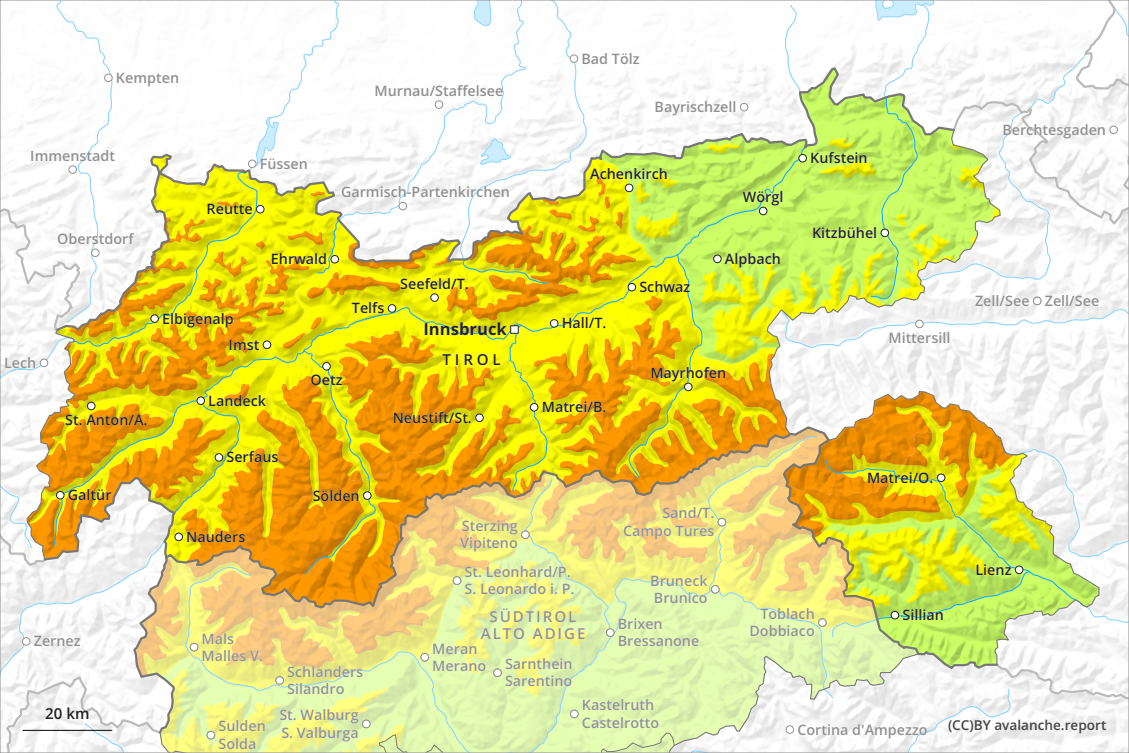 Kempten
Bad Tölz
Murnau/Staffelsee
Bayrischzell
Berchtesgaden
Immenstadt
Füssen
Kufstein
Achenkirch
Garmisch-Partenkirchen
Wörgl
Reutte
Kitzbühel
Oberstdorf
Ehrwald
Alpbach
Seefeld/T.
Schwaz
Zell/See
Zell/See
Telfs
Elbigenalp
Innsbruck
Hall/T.
Mittersill
Imst
TIROL
Lech
Oetz
Mayrhofen
Landeck
Matrei/B.
St. Anton/A.
Neustift/St.
Serfaus
Matrei/O.
Galtür
Sölden
Sand/T.
Campo Tures
Sterzing
Vipiteno
Nauders
Lienz
St. Leonhard/P.
S. Leonardo i. P.
Bruneck
Brunico
SÜDTIROL
ALTO ADIGE
Toblach
Dobbiaco
Sillian
Brixen
Bressanone
Zernez
Mals
Malles V.
Meran
Merano
Sarnthein
Sarentino
Schlanders
Silandro
Kastelruth
Castelrotto
St. Walburg
S. Valburga
Sulden
Solda
Cortina d'Ampezzo
20 km
(CC)BY avalanche.report